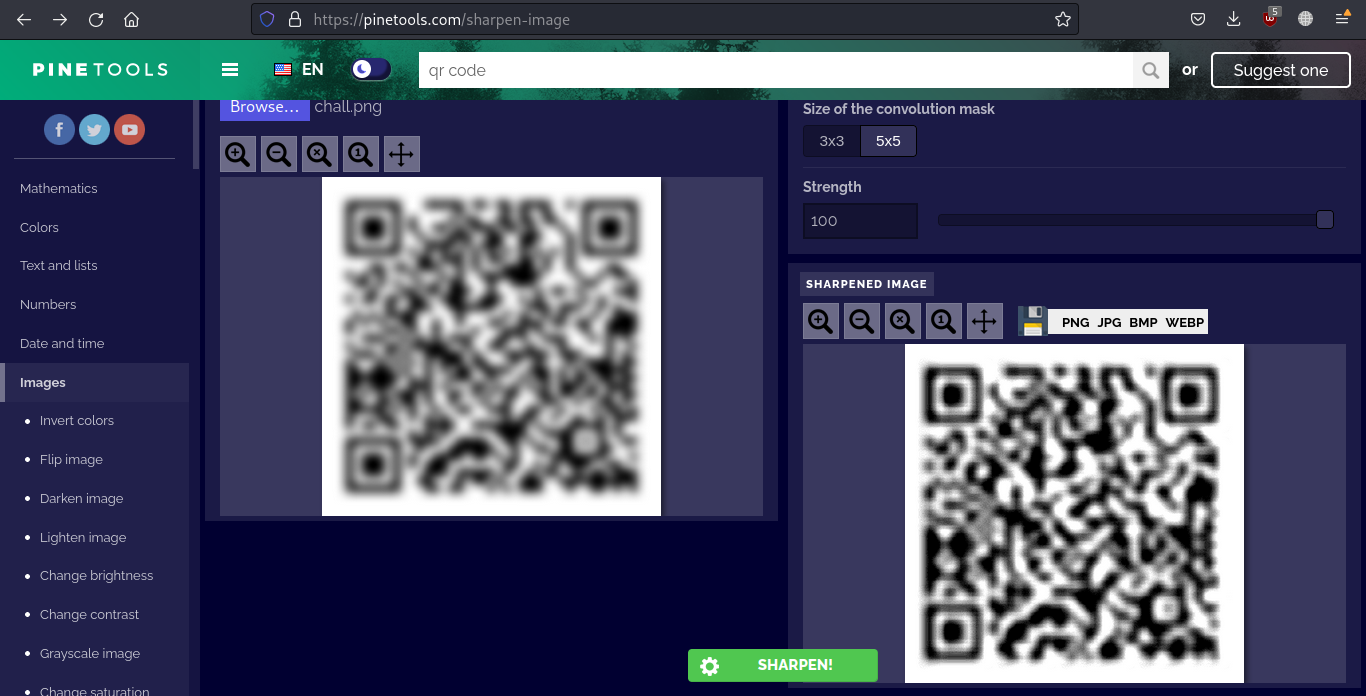 https://pinetools.com/sharpen-image
5
PINETOOLS
EN
qr code
or
Suggest one
Browse...
chall.png
1
Mathematics
Colors
Text and lists
Numbers
Date and time
Images
Invert colors
Flip image
Darken image
Lighten image
Change brightness
Change contrast
Grayscale image
Change saturation
Size of the convolution mask
3x3
5x5
Strength
100
SHARPENED IMAGE
1
PNG JPG BMP WEBP
SHARPEN!